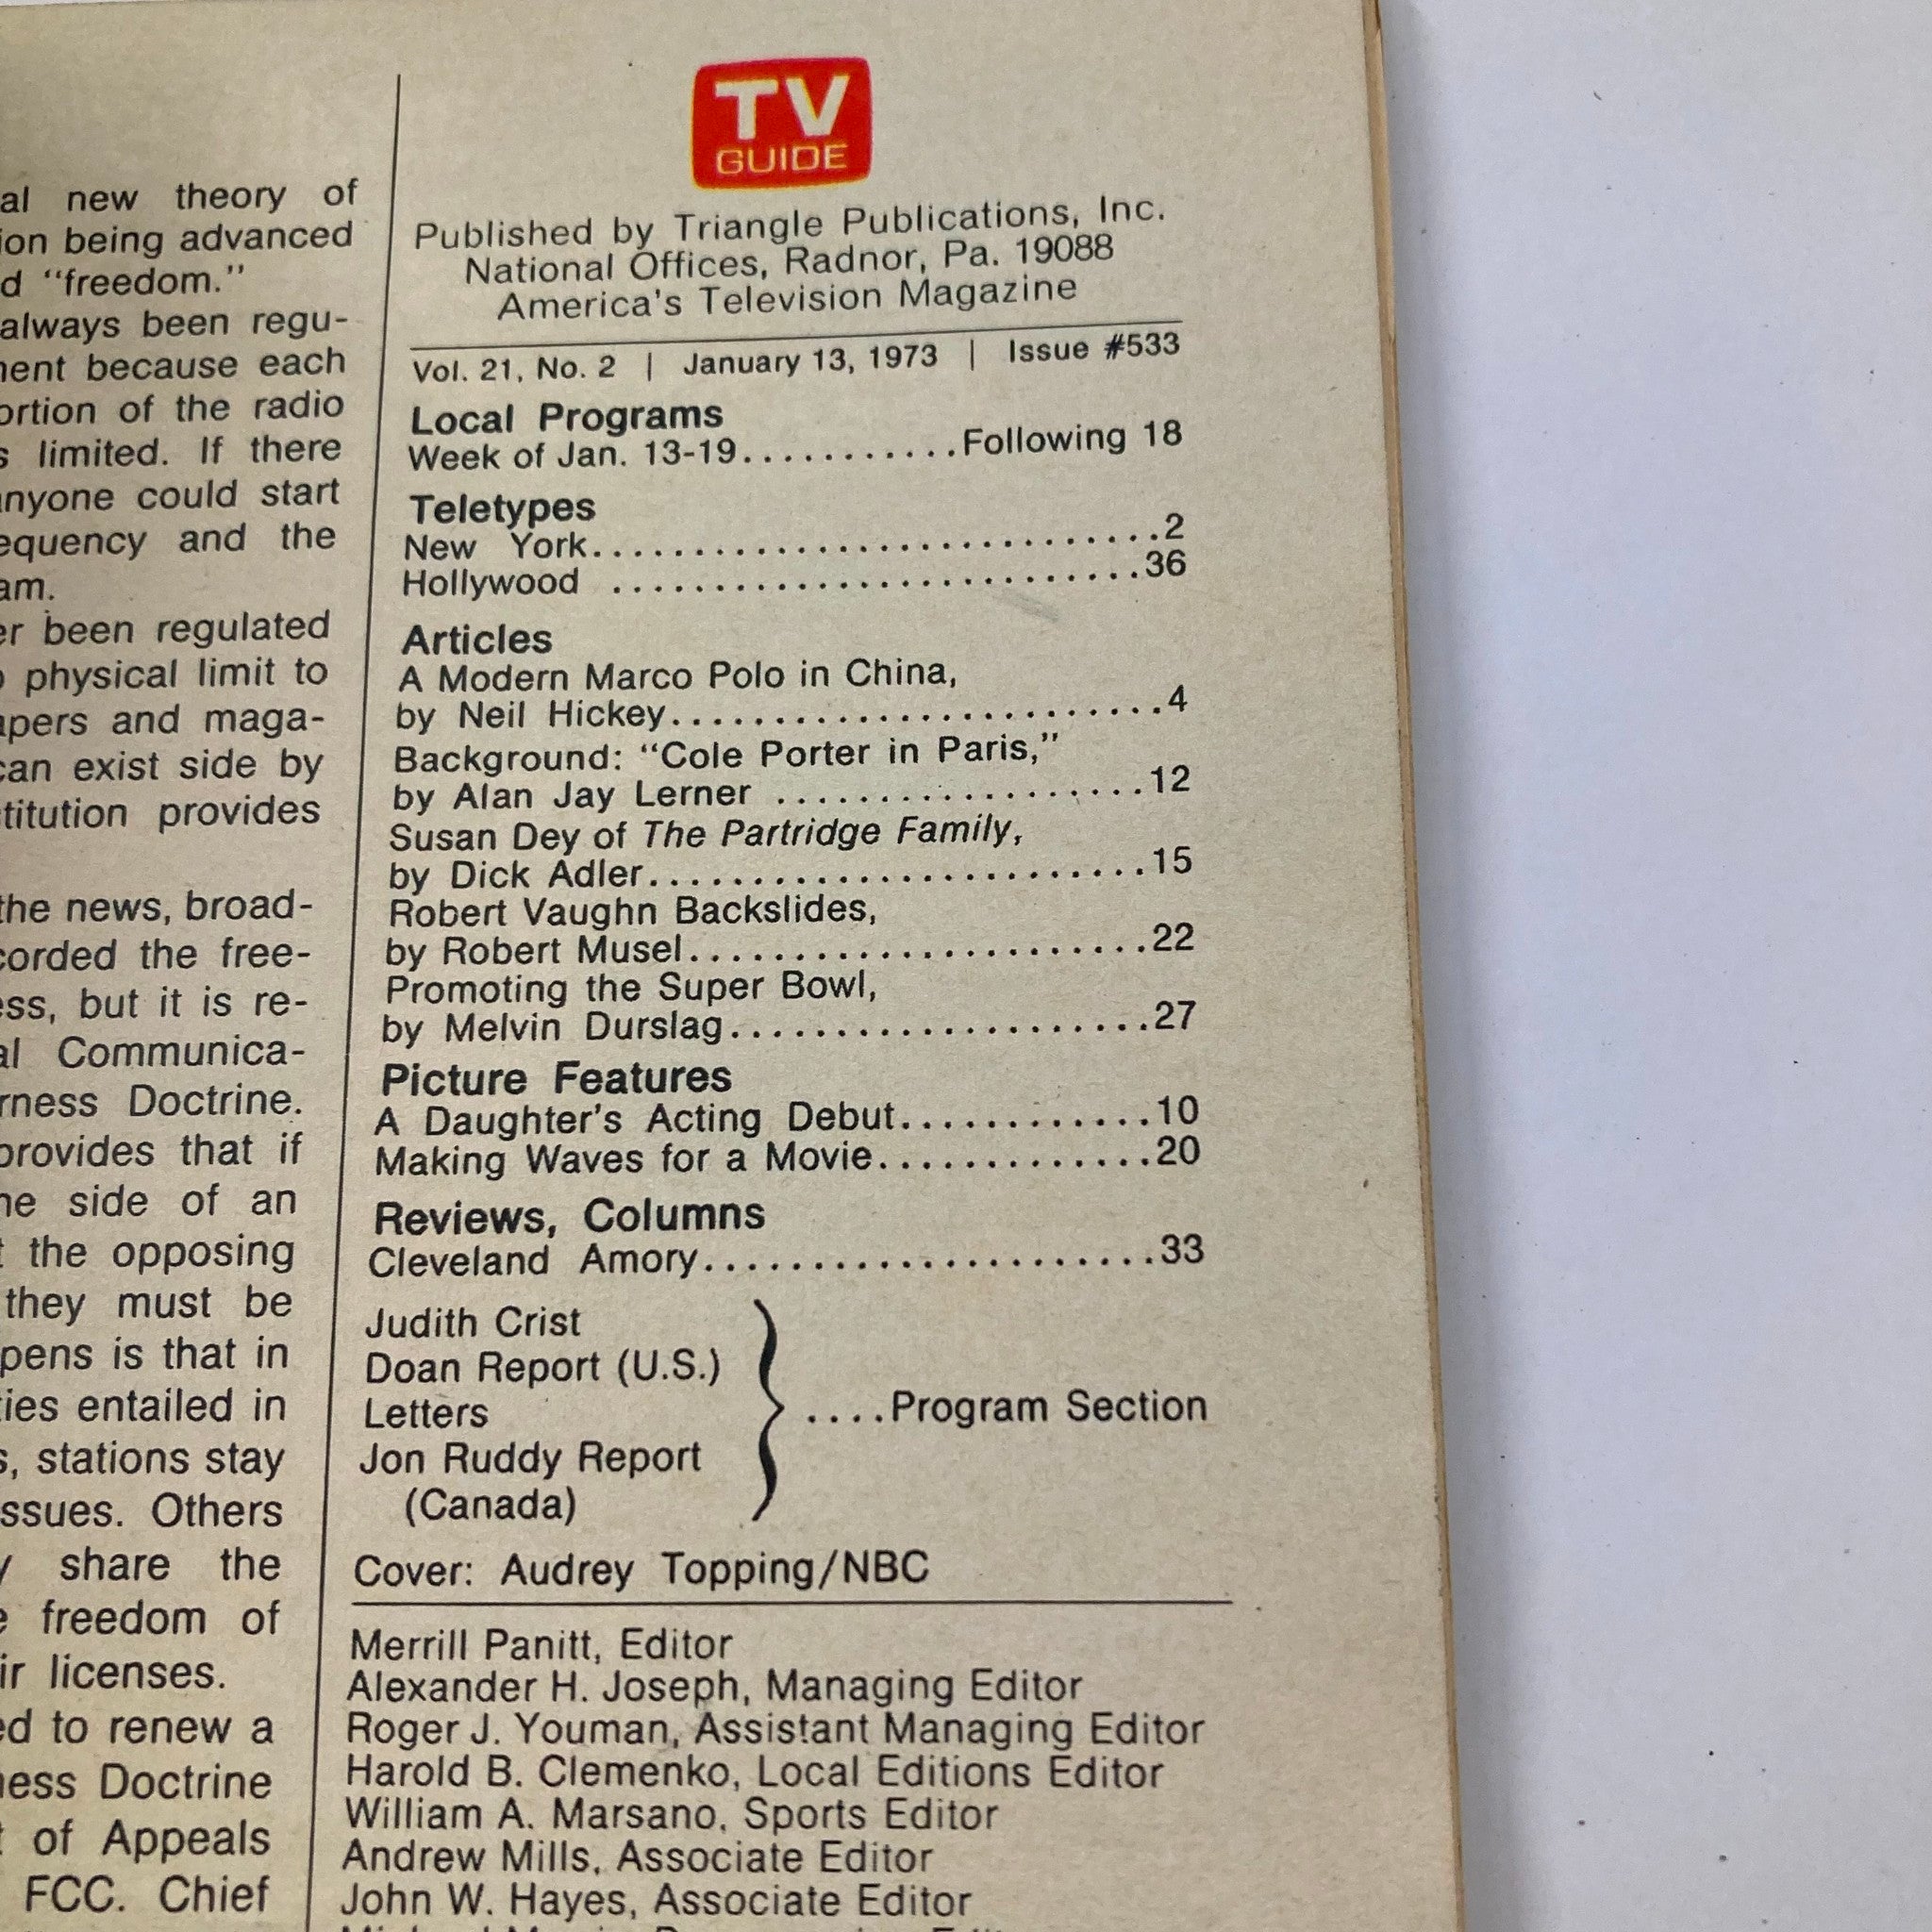 al new theory of
ion being advanced
d "freedom."
always been regu-
ment because each
ortion of the radio
s limited. If there
anyone could start
equency and the
am.
er been regulated
physical limit to
apers and maga-
can exist side by
titution provides
the news, broad-
corded the free-
ess, but it is re-
al Communica-
rness Doctrine.
provides that if
ne side of an
t the opposing
they must be
pens is that in
ties entailed in
s, stations stay
issues. Others
y share the
e freedom of
ir licenses.
ed to renew a
ness Doctrine
t of Appeals
FCC. Chief
TV
GUIDE
Published by Triangle Publications, Inc.
National Offices, Radnor, Pa. 19088
America's Television Magazine
Vol. 21, No. 2 | January 13, 1973 | Issue #533
Local Programs
Week of Jan. 13-19...........Following 18
Teletypes
New York.............................2
Hollywood ...........................36
Articles
A Modern Marco Polo in China,
by Neil Hickey........................4
Background: "Cole Porter in Paris,"
by Alan Jay Lerner ..................12
Susan Dey of The Partridge Family,
by Dick Adler........................15
Robert Vaughn Backslides,
by Robert Musel......................22
Promoting the Super Bowl,
by Melvin Durslag....................27
Picture Features
A Daughter's Acting Debut............10
Making Waves for a Movie.............20
Reviews, Columns
Cleveland Amory.....................33
Judith Crist
Doan Report (U.S.)
Letters
Jon Ruddy Report
(Canada)
....Program Section
Cover: Audrey Topping/NBC
Merrill Panitt, Editor
Alexander H. Joseph, Managing Editor
Roger J. Youman, Assistant Managing Editor
Harold B. Clemenko, Local Editions Editor
William A. Marsano, Sports Editor
Andrew Mills, Associate Editor
John W. Hayes, Associate Editor